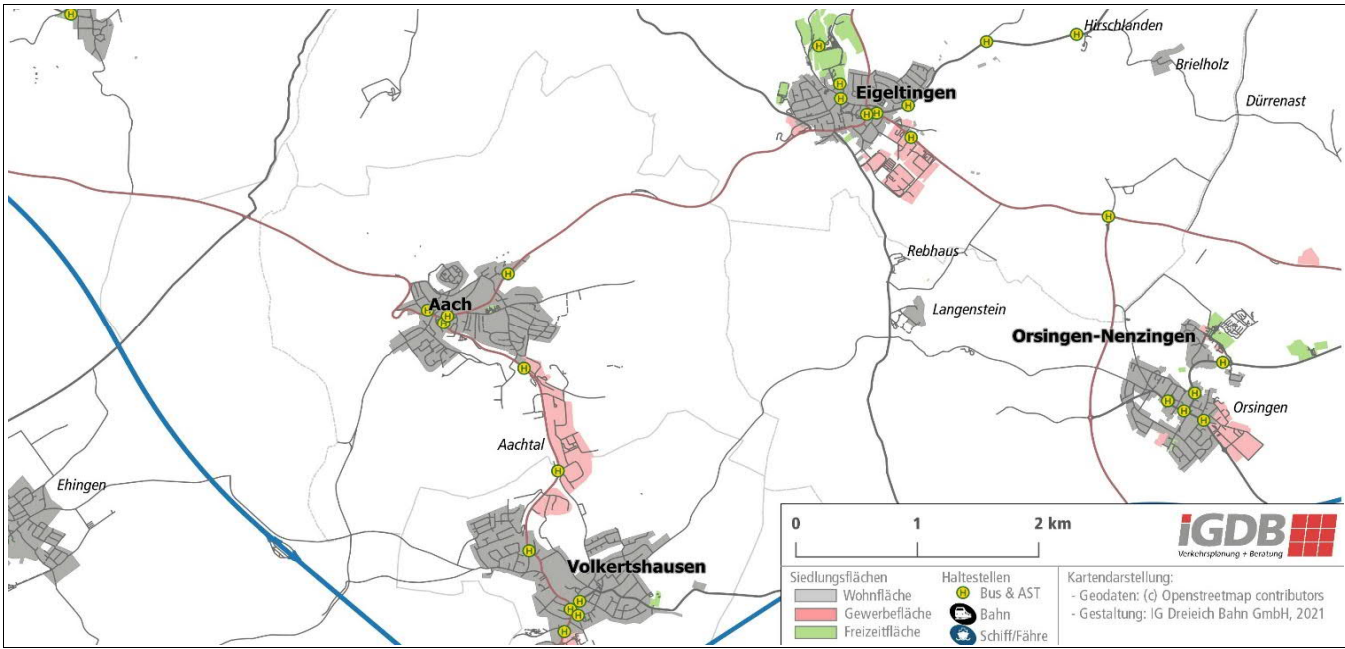 Hirschlanden
Brielholz
Eigeltingen
Dürrenast
Rebhaus
Aach
Langenstein
Orsingen-Nenzingen
Orsingen
Aachtal
Ehingen
Volkertshausen
0 1 2 km
iGDB
Verkehrsplanung + Beratung
Siedlungsflächen
Wohnfläche
Gewerbefläche
Freizeitfläche
Haltestellen
H Bus & AST
Bahn
Schiff/Fähre
Kartendarstellung:
- Geodaten: (c) Openstreetmap contributors
- Gestaltung: IG Dreieich Bahn GmbH, 2021